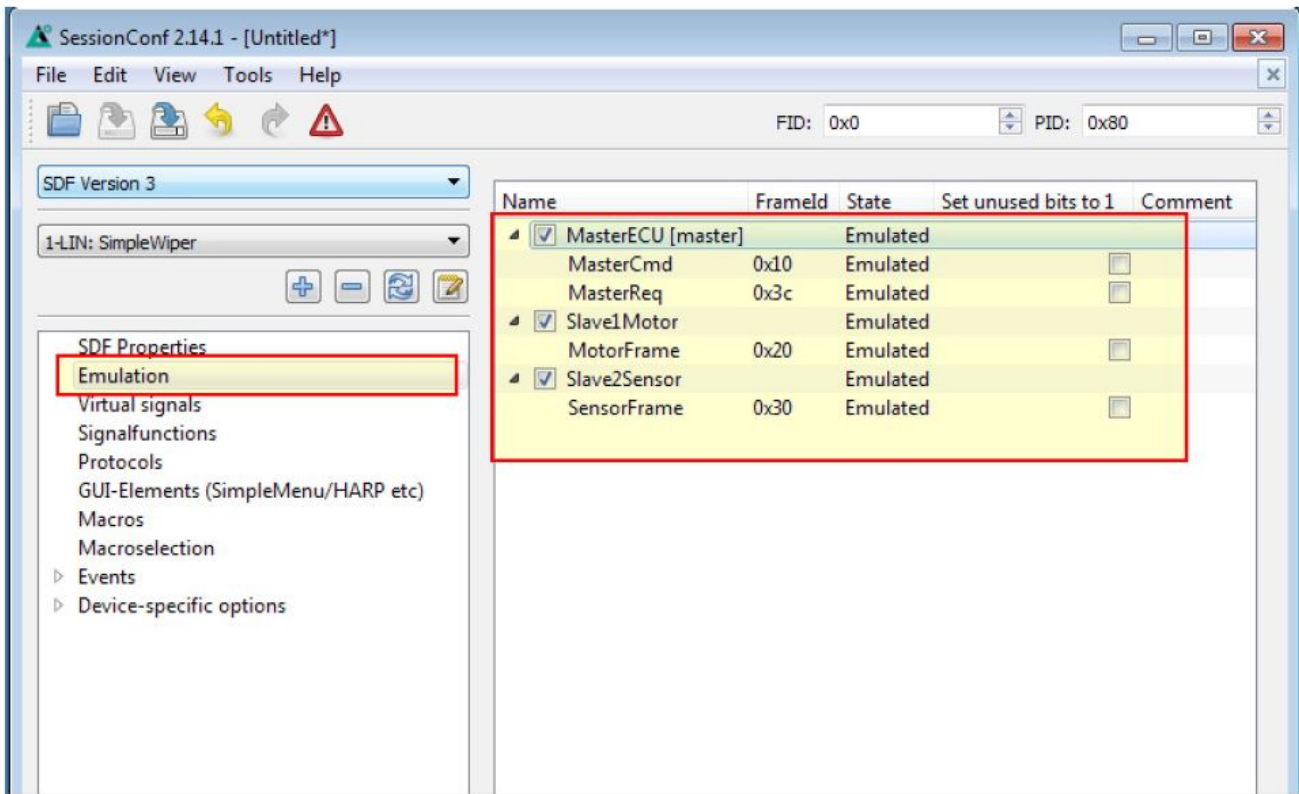 SessionConf 2.14.1 - [Untitled*]
File Edit View Tools Help
FID: 0x0 PID: 0x80
SDF Version 3
1-LIN: SimpleWiper
SDF Properties
Emulation
Virtual signals
Signalfunctions
Protocols
GUI-Elements (SimpleMenu/HARP etc)
Macros
Macroselection
Events
Device-specific options
Name FrameId State Set unused bits to 1 Comment
MasterECU [master] Emulated
MasterCmd 0x10 Emulated
MasterReq 0x3c Emulated
Slave1Motor Emulated
MotorFrame 0x20 Emulated
Slave2Sensor Emulated
SensorFrame 0x30 Emulated